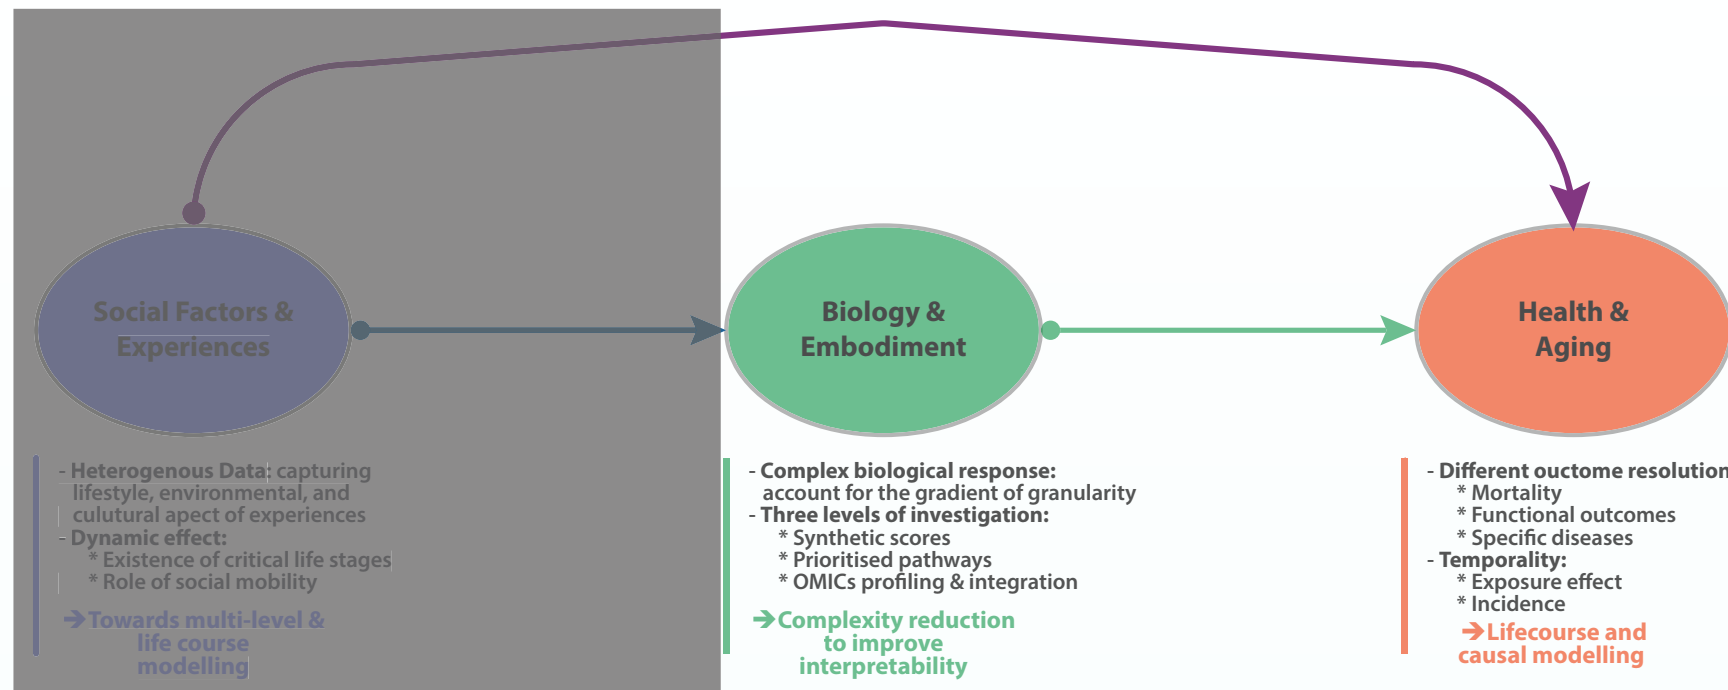 Social Factors &
Experiences
Biology &
Embodiment
Health &
Aging
- Heterogenous Data: capturing
lifestyle, environmental, and
culutural apect of experiences
- Dynamic effect:
* Existence of critical life stages
* Role of social mobility
➔Towards multi-level &
life course
modelling
- Complex biological response:
account for the gradient of granularity
- Three levels of investigation:
* Synthetic scores
* Prioritised pathways
* OMICs profiling & integration
➔Complexity reduction
to improve
interpretability
- Different ouctome resolution
* Mortality
* Functional outcomes
* Specific diseases
- Temporality:
* Exposure effect
* Incidence
➔Lifecourse and
causal modelling